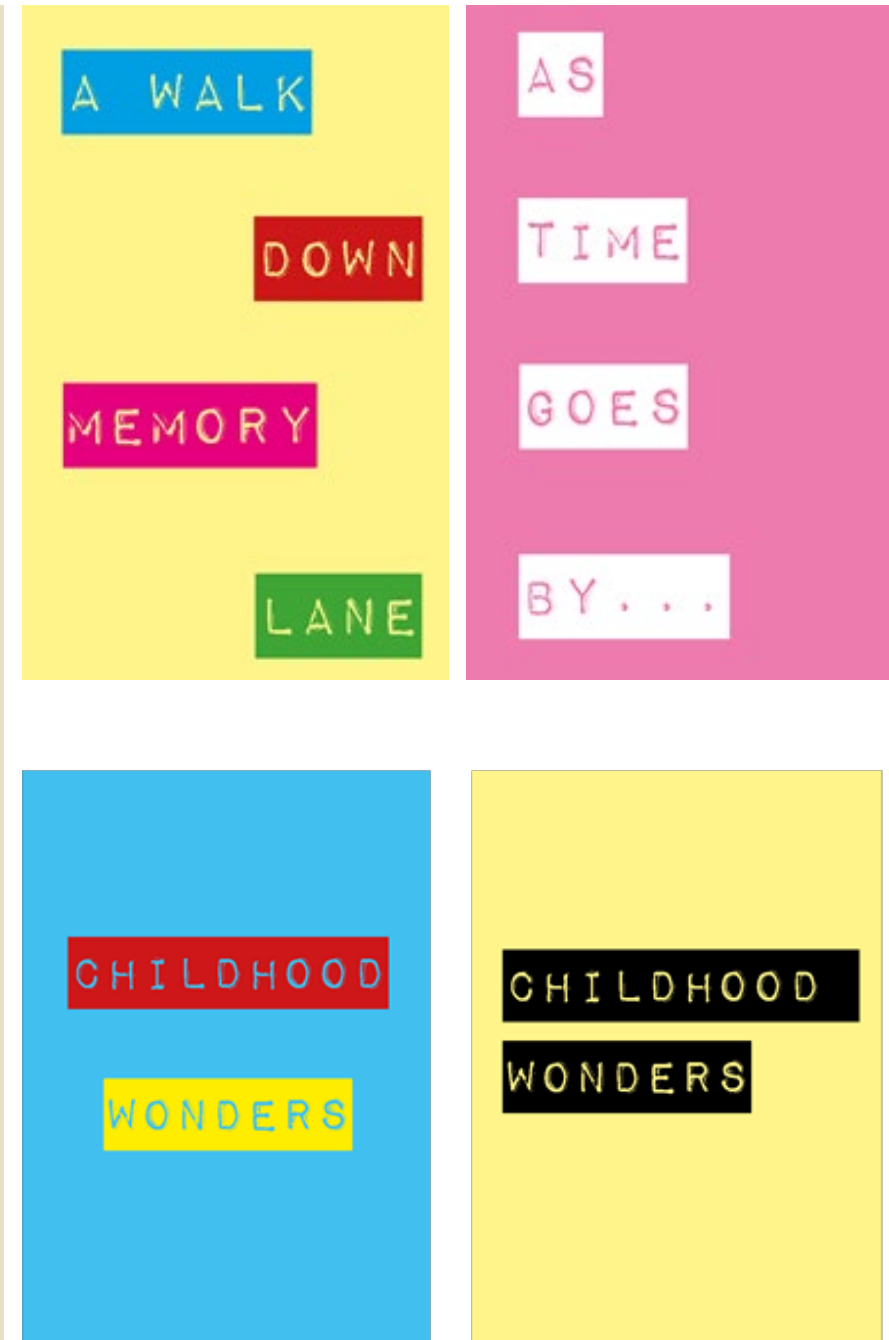 A WALK
DOWN
MEMORY
LANE
AS
TIME
GOES
BY...
CHILDHOOD
WONDERS
CHILDHOOD
WONDERS